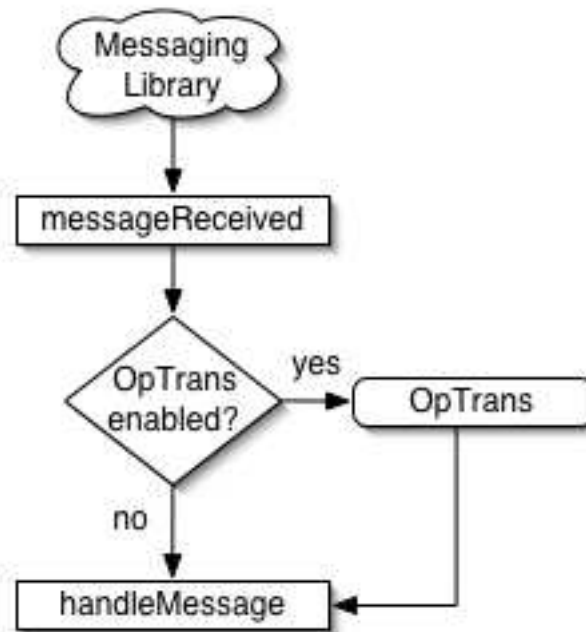 Messaging
Library
messageReceived
OpTrans
enabled?
yes
OpTrans
no
handleMessage